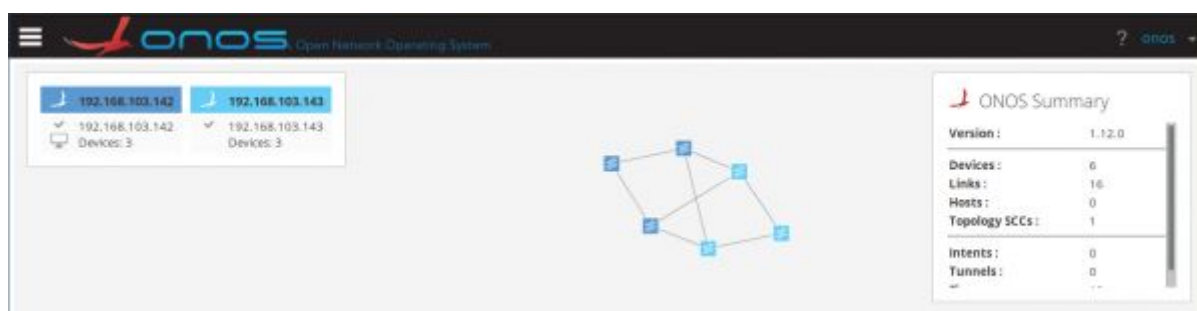 onos Open Network Operating System
? onos
192.168.103.142
192.168.103.143
192.168.103.142
Devices: 3
192.168.103.143
Devices: 3
ONOS Summary
Version : 1.12.0
Devices : 6
Links : 16
Hosts : 0
Topology SCCs : 1
Intents : 0
Tunnels : 0